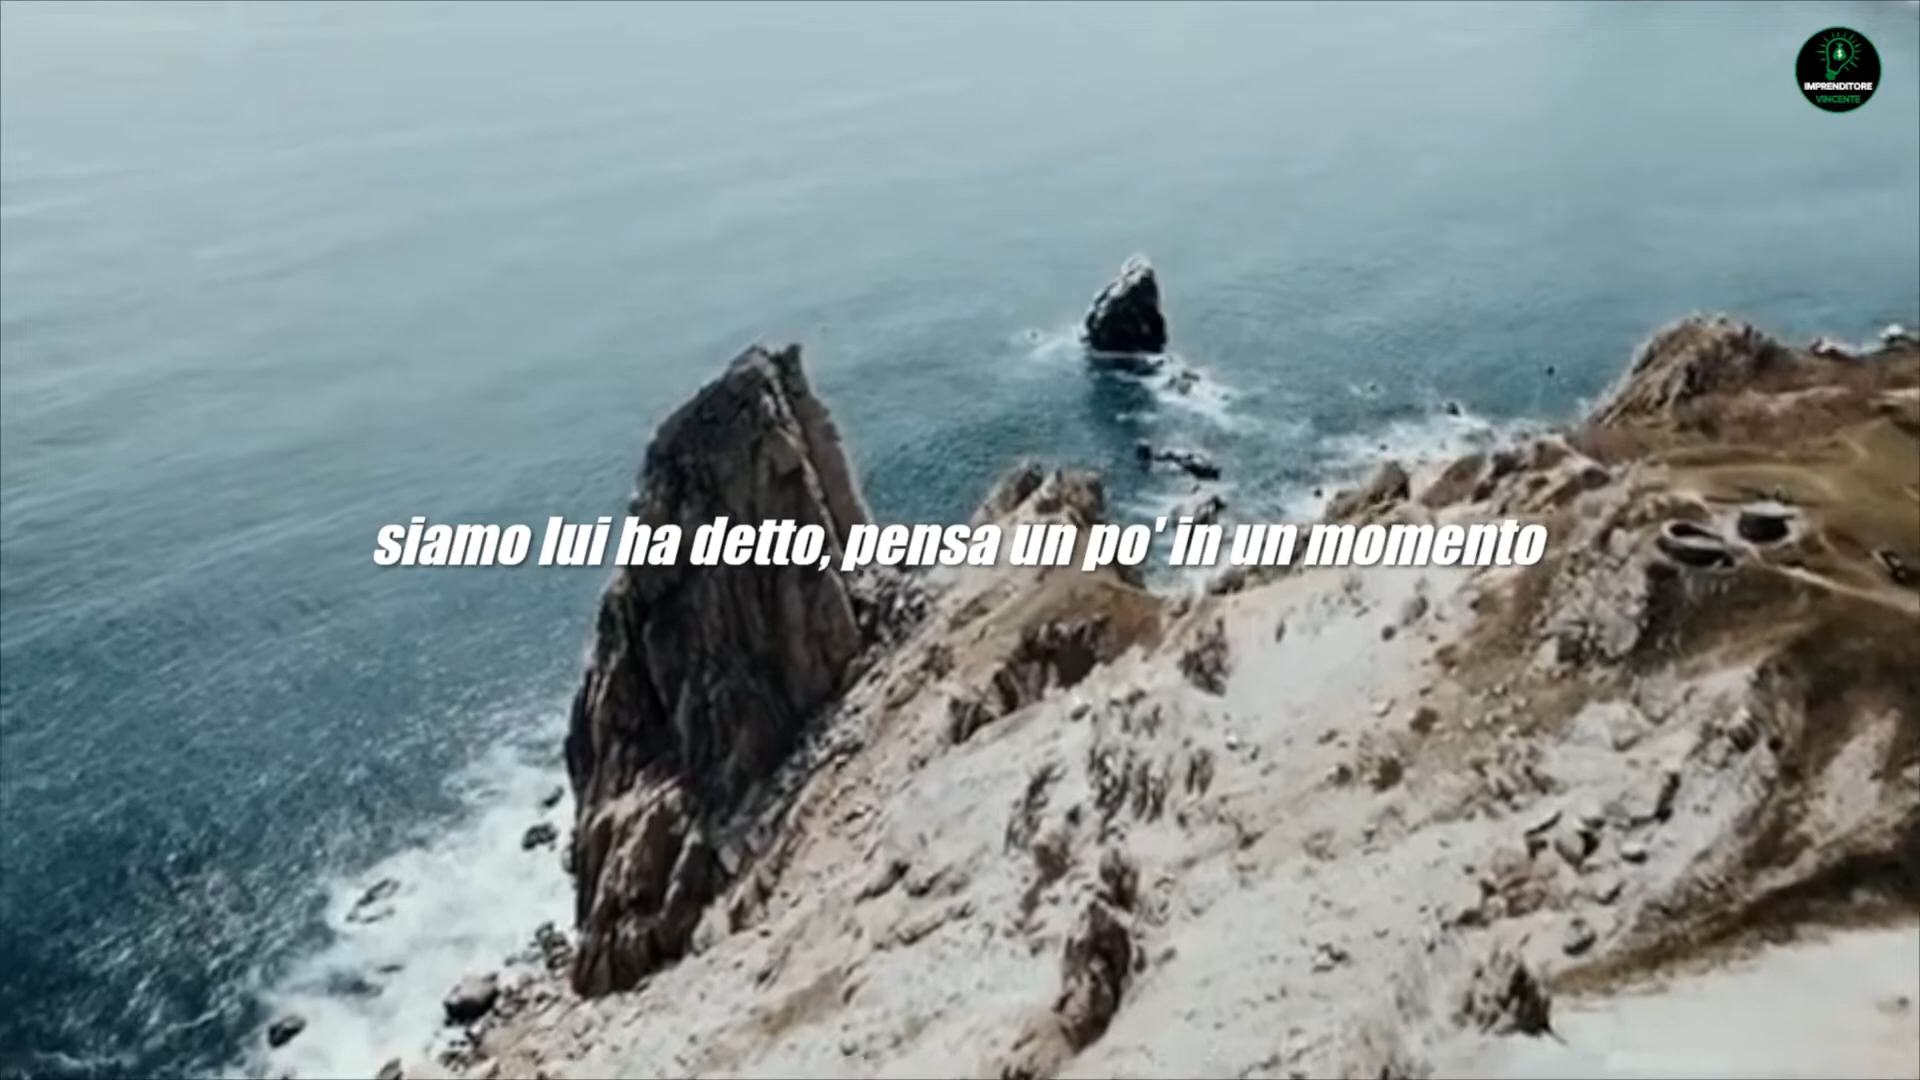 IMPRENDITORE
VINCENTE
siamo lui ha detto, pensa un po' in un momento